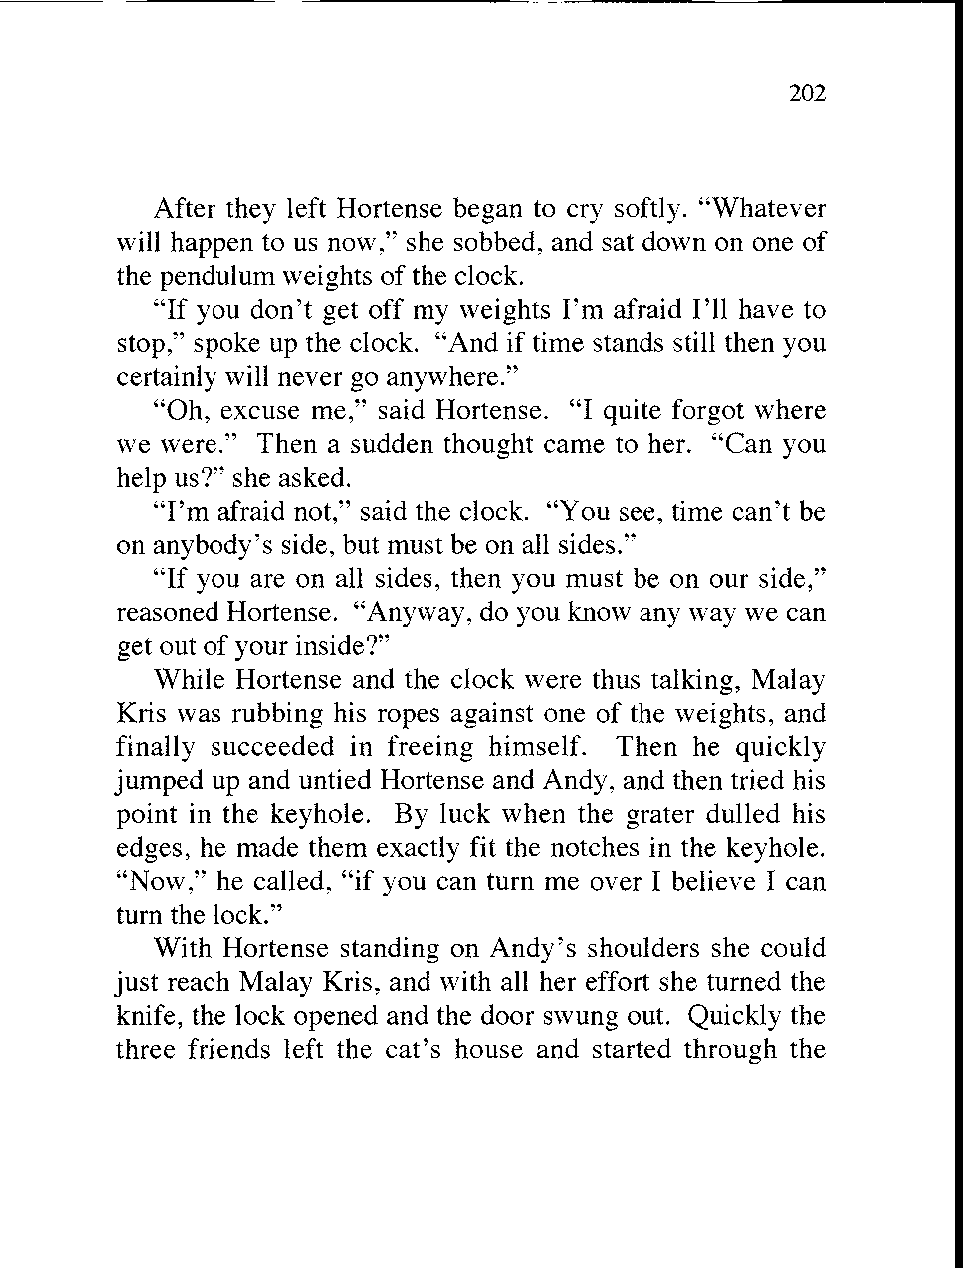 202
After they left Hortense began to cry softly. “Whatever
will happen to us now,” she sobbed, and sat down on one of
the pendulum weights of the clock.
“If you don’t get off my weights I’m afraid I’ll have to
stop,” spoke up the clock. “And if time stands still then you
certainly will never go anywhere.”
“Oh, excuse me,” said Hortense. “I quite forgot where
we were.” Then a sudden thought came to her. “Can you
help us?” she asked.
“I’m afraid not,” said the clock. “You see, time can’t be
on anybody’s side, but must be on all sides.”
“If you are on all sides, then you must be on our side,”
reasoned Hortense. “Anyway, do you know any way we can
get out of your inside?”
While Hortense and the clock were thus talking, Malay
Kris was rubbing his ropes against one of the weights, and
finally succeeded in freeing himself. Then he quickly
jumped up and untied Hortense and Andy, and then tried his
point in the keyhole. By luck when the grater dulled his
edges, he made them exactly fit the notches in the keyhole.
“Now,” he called, “if you can turn me over I believe I can
turn the lock.”
With Hortense standing on Andy’s shoulders she could
just reach Malay Kris, and with all her effort she turned the
knife, the lock opened and the door swung out. Quickly the
three friends left the cat’s house and started through the